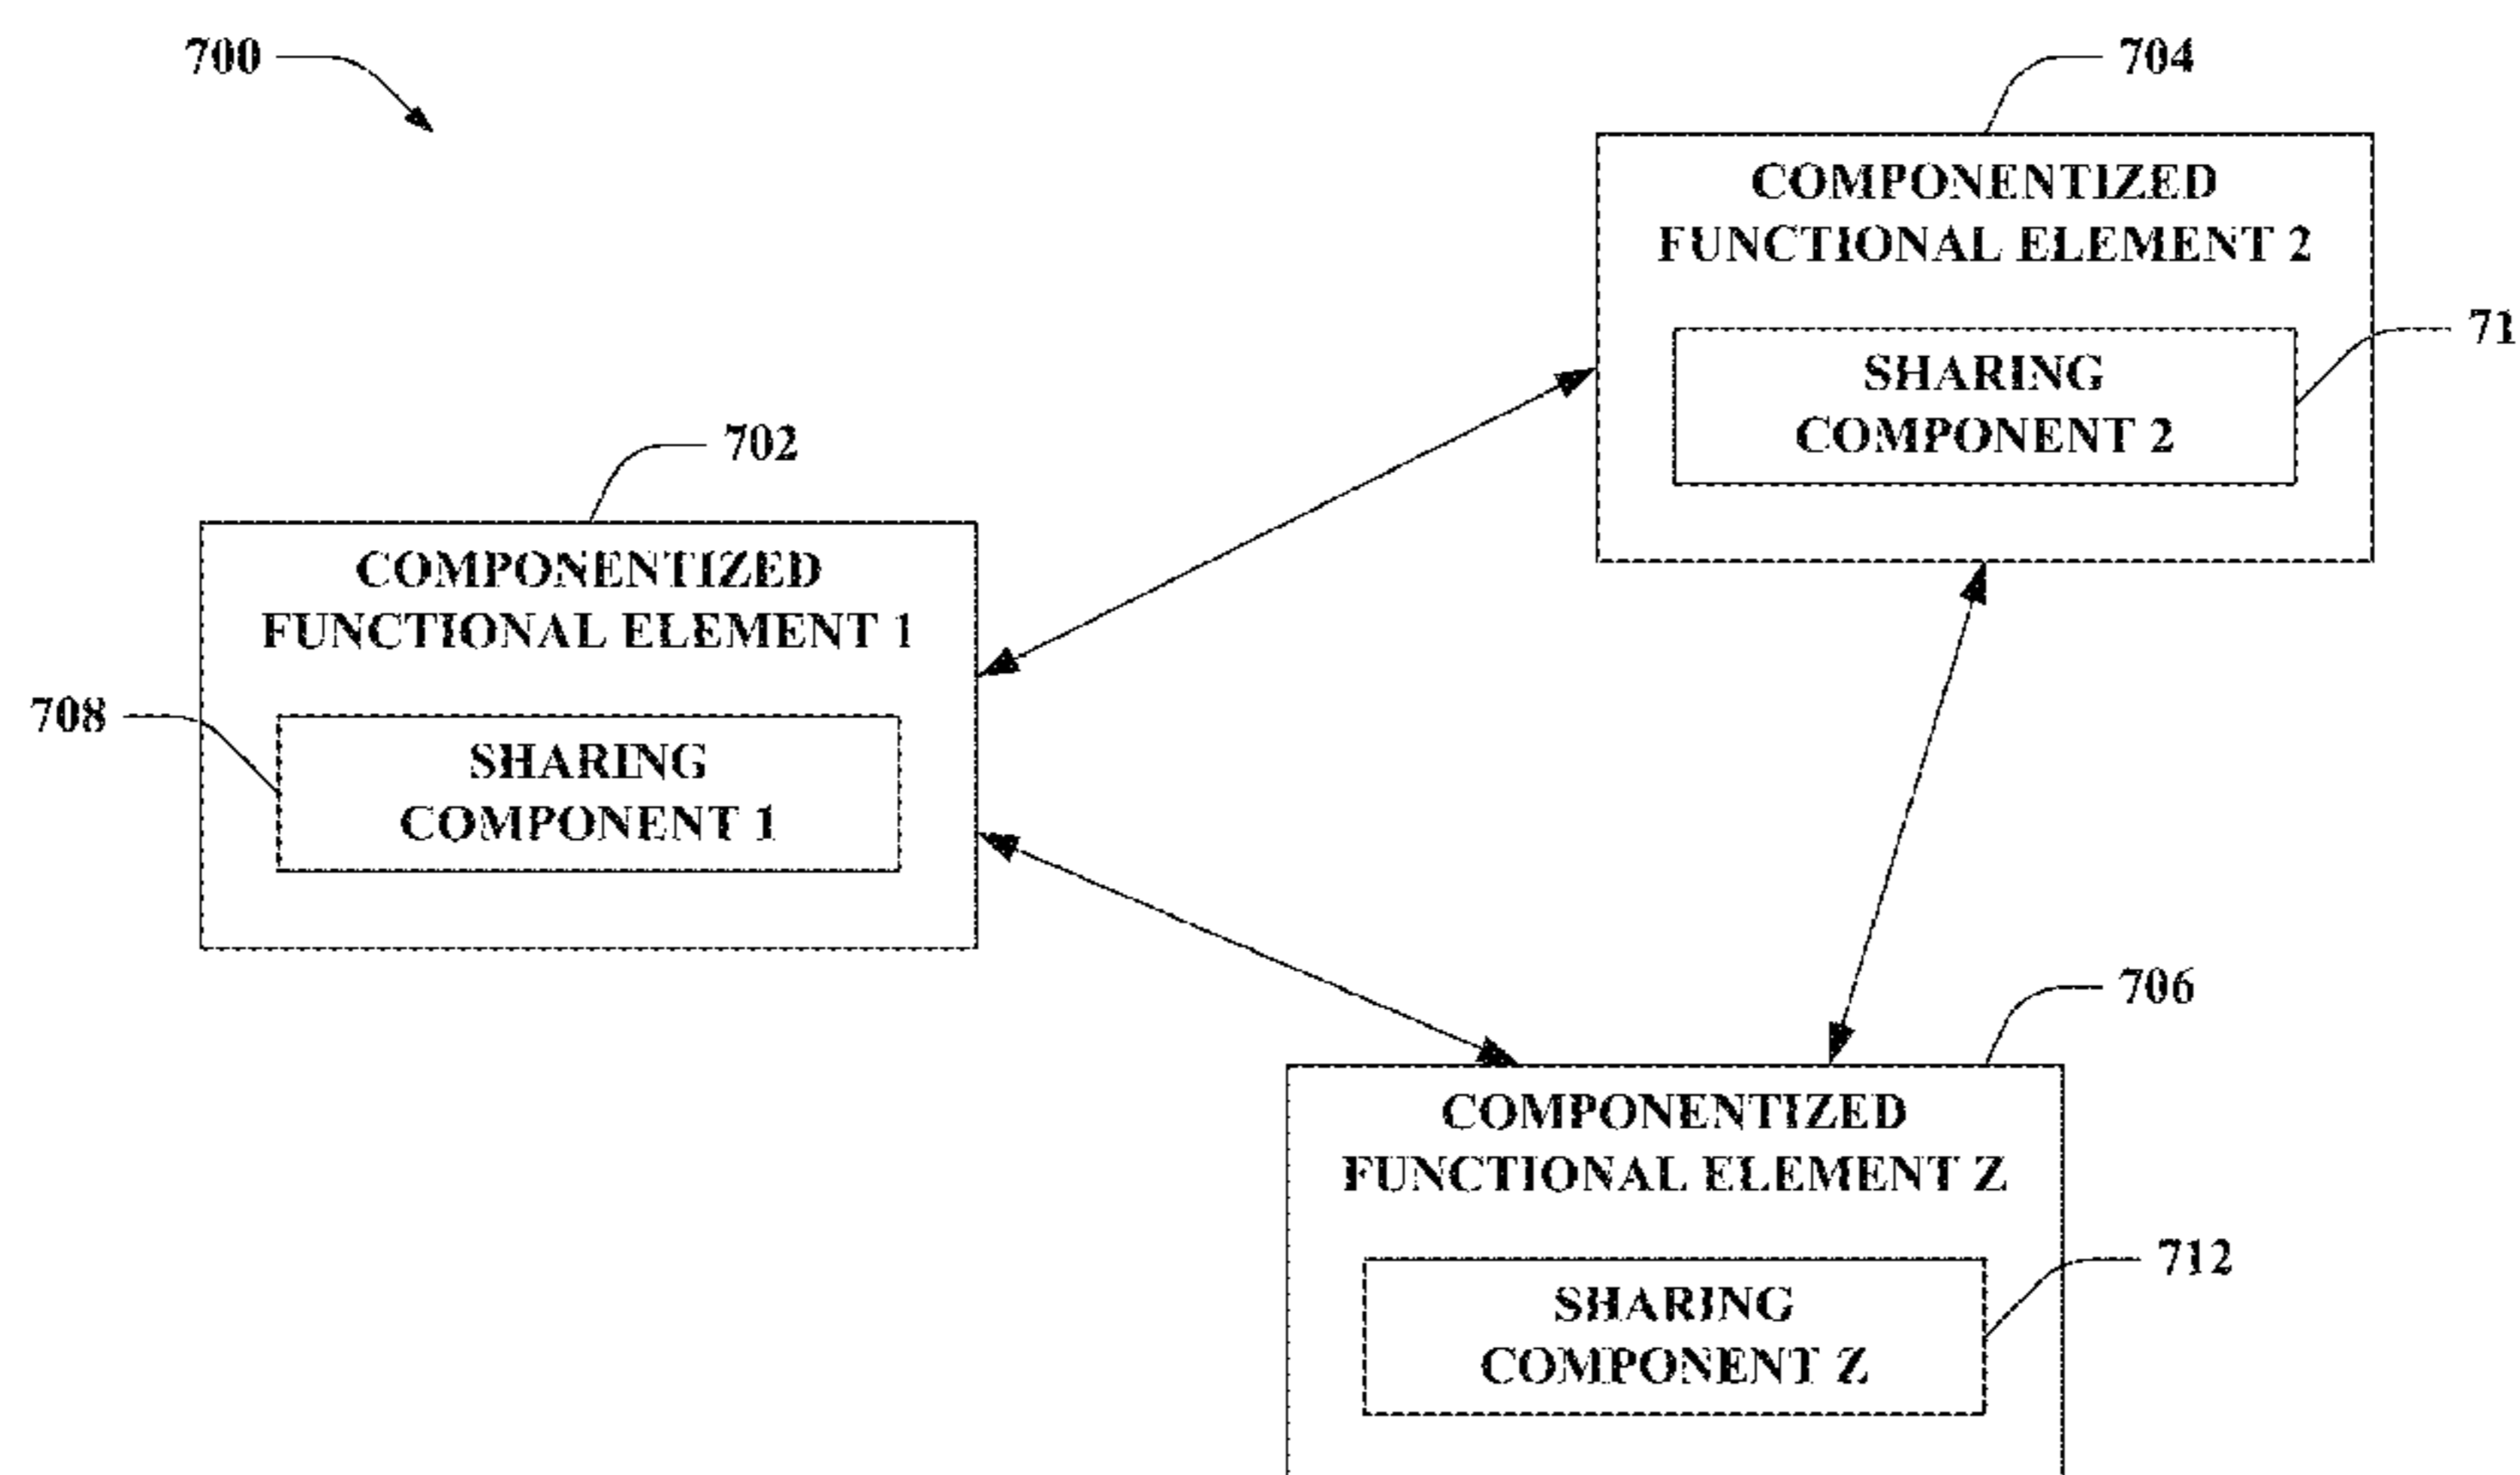 700
704
COMPONENTIZED
FUNCTIONAL ELEMENT 2
71
SHARING
COMPONENT 2
702
COMPONENTIZED
FUNCTIONAL ELEMENT 1
708
SHARING
COMPONENT 1
706
COMPONENTIZED
FUNCTIONAL ELEMENT Z
712
SHARING
COMPONENT Z